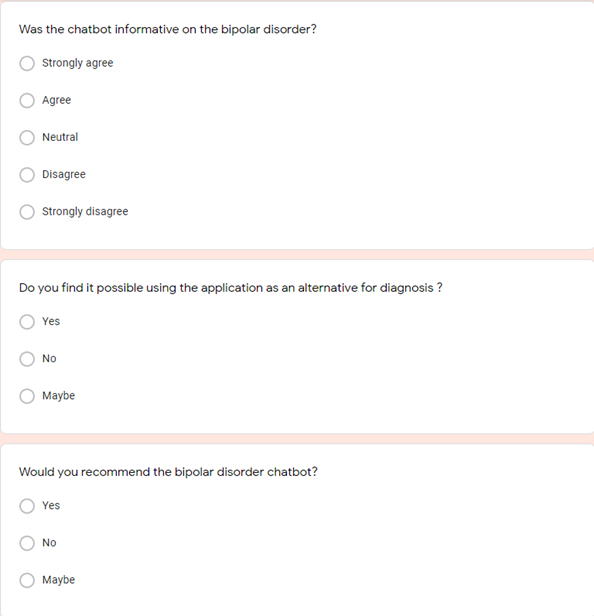 Was the chatbot informative on the bipolar disorder?
Strongly agree
Agree
Neutral
Disagree
Strongly disagree
Do you find it possible using the application as an alternative for diagnosis ?
Yes
No
Maybe
Would you recommend the bipolar disorder chatbot?
Yes
No
Maybe